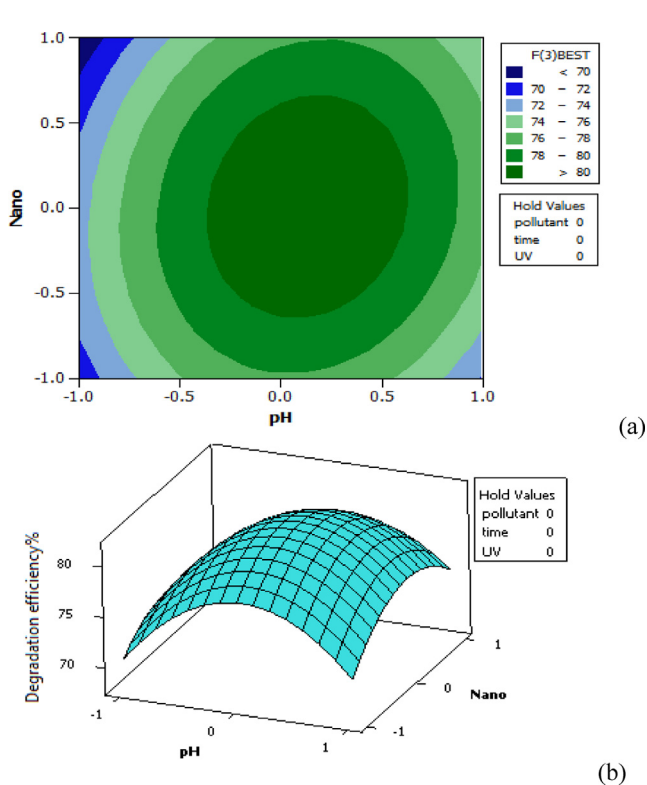 1.0
0.5
0.0
-0.5
-1.0
Nano
-1.0 -0.5 0.0 0.5 1.0
pH
F(3)BEST
< 70
70 – 72
72 – 74
74 – 76
76 – 78
78 – 80
> 80
Hold Values
pollutant 0
time 0
UV 0
(a)
Hold Values
pollutant 0
time 0
UV 0
Degradation efficiency%
80
75
70
-1 0 1
pH
-1 0 1
Nano
(b)